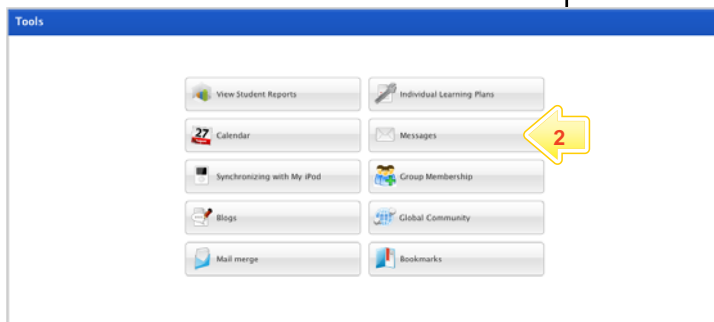 Tools
View Student Reports
Individual Learning Plans
27 Calendar
Messages
2
Synchronizing with My iPod
Group Membership
Blogs
Global Community
Mail merge
Bookmarks